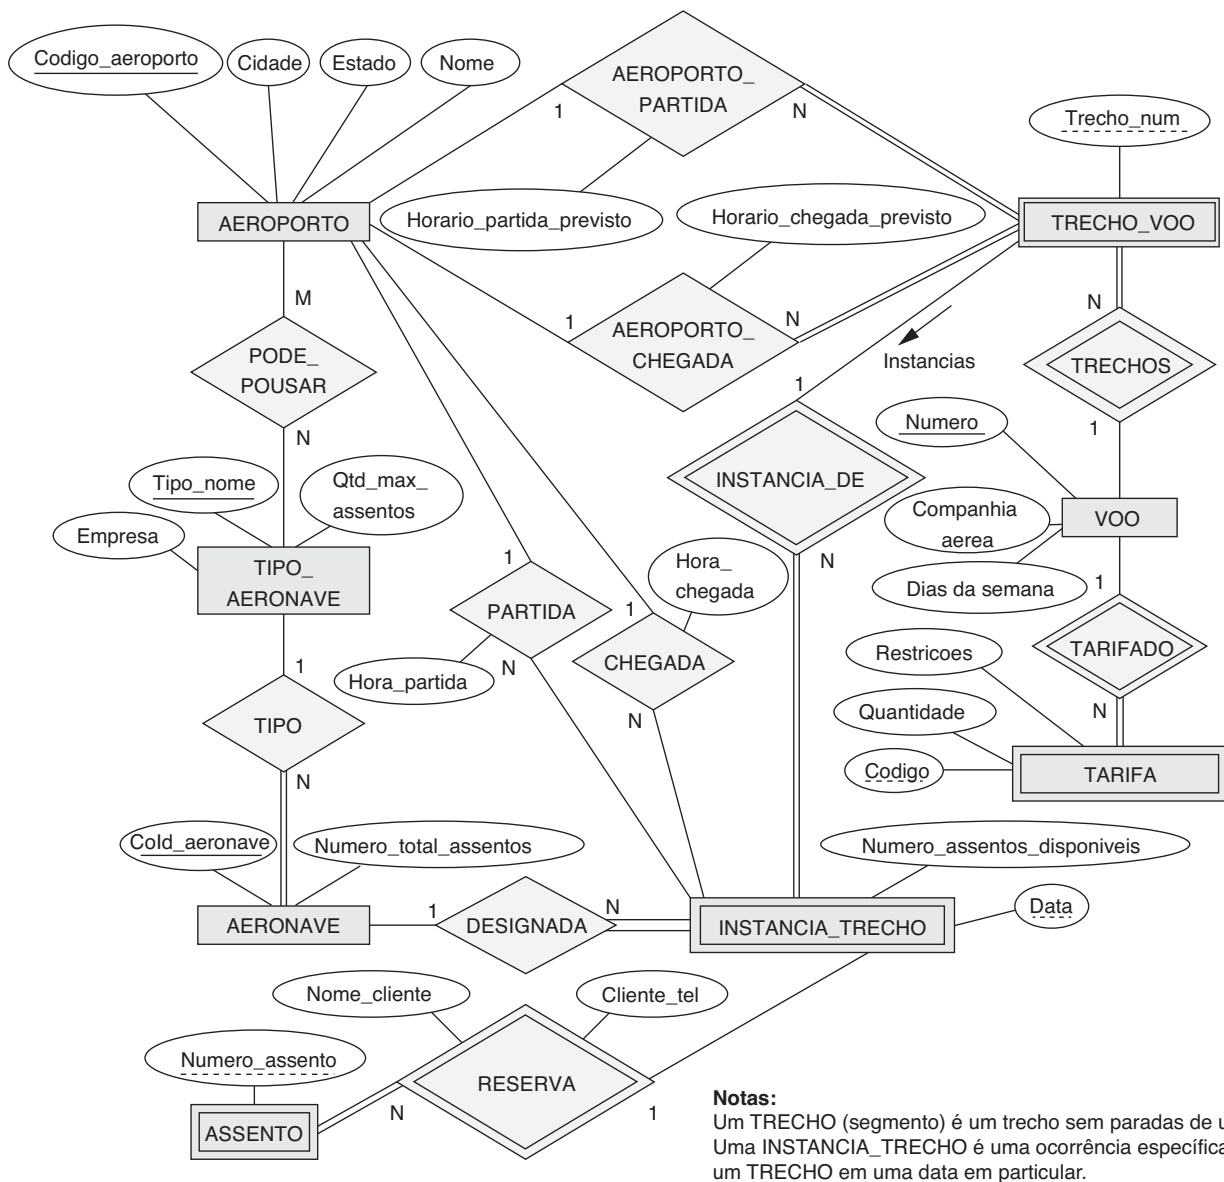 Codigo_aeroporto
Cidade
Estado
Nome
AEROPORTO_
PARTIDA
1
N
Trecho_num
Horario_partida_previsto
Horario_chegada_previsto
AEROPORTO
TRECHO_VOO
M
1
AEROPORTO_
CHEGADA
N
Instancias
N
PODE_
POUSAR
TRECHOS
1
N
Numero
1
Tipo_nome
Qtd_max_
assentos
INSTANCIA_DE
Companhia
aerea
VOO
Empresa
TIPO_
AERONAVE
1
Hora_
chegada
N
Dias da semana
1
PARTIDA
1
Restricoes
TARIFADO
1
Hora_partida
N
CHEGADA
Quantidade
N
TIPO
N
Codigo
TARIFA
N
Cold_aeronave
Numero_total_assentos
Numero_assentos_disponiveis
AERONAVE
1
DESIGNADA
N
INSTANCIA_TRECHO
Data
Nome_cliente
Cliente_tel
Numero_assento
RESERVA
N
1
ASSENTO
Notas:
Um TRECHO (segmento) é um trecho sem paradas de
Uma INSTANCIA_TRECHO é uma ocorrência específica
um TRECHO em uma data em particular.